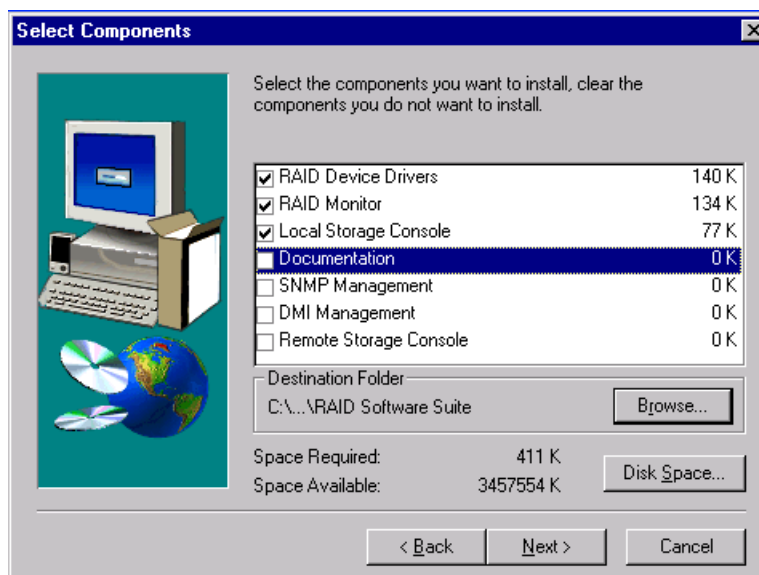 Select Components
Select the components you want to install, clear the
components you do not want to install.
RAID Device Drivers 140 K
RAID Monitor 134 K
Local Storage Console 77 K
Documentation 0 K
SNMP Management 0 K
DMI Management 0 K
Remote Storage Console 0 K
Destination Folder
C:\...\RAID Software Suite Browse...
Space Required: 411 K
Space Available: 3457554 K
Disk Space...
< Back Next > Cancel